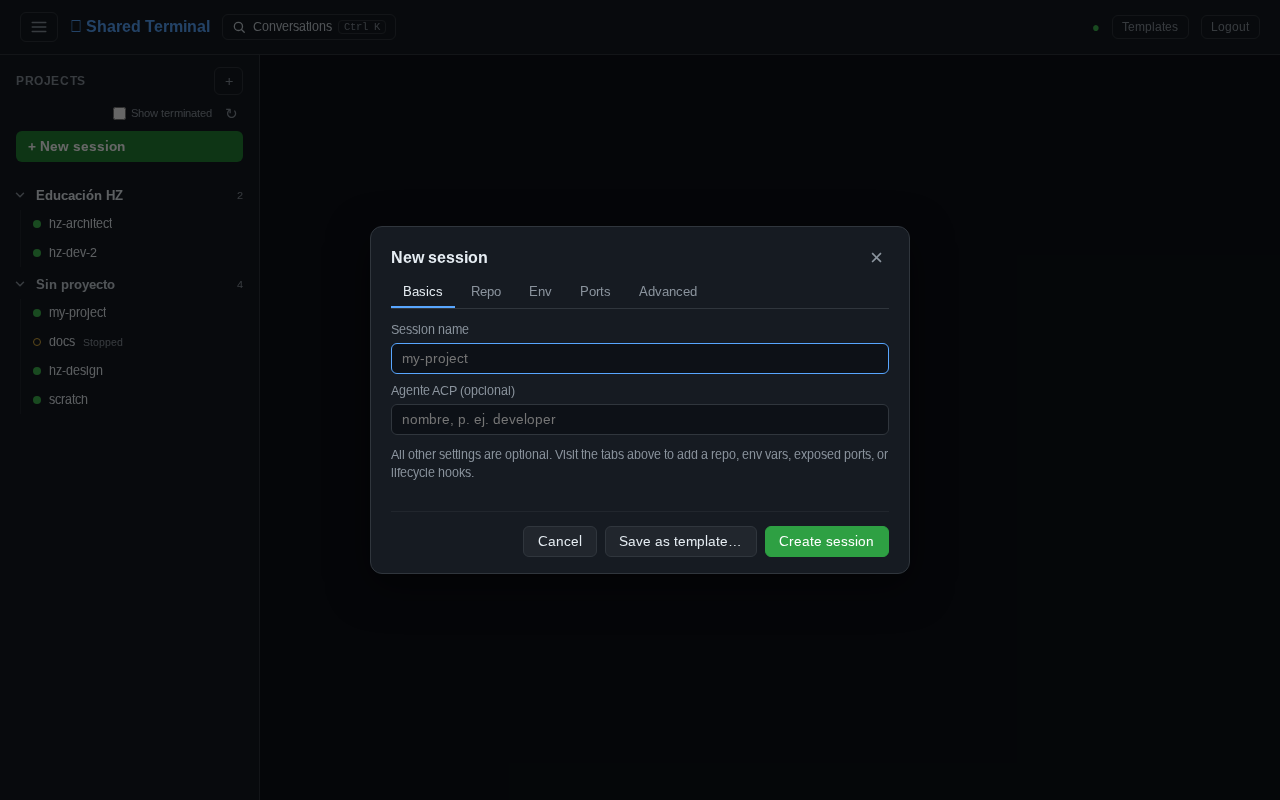 Shared Terminal
Conversations Ctrl K
Templates
Logout
PROJECTS
+
Show terminated
+ New session
Educación HZ 2
hz-architect
hz-dev-2
Sin proyecto 4
my-project
docs Stopped
hz-design
scratch
New session
Basics Repo Env Ports Advanced
Session name
my-project
Agente ACP (opcional)
nombre, p. ej. developer
All other settings are optional. Visit the tabs above to add a repo, env vars, exposed ports, or
lifecycle hooks.
Cancel
Save as template…
Create session